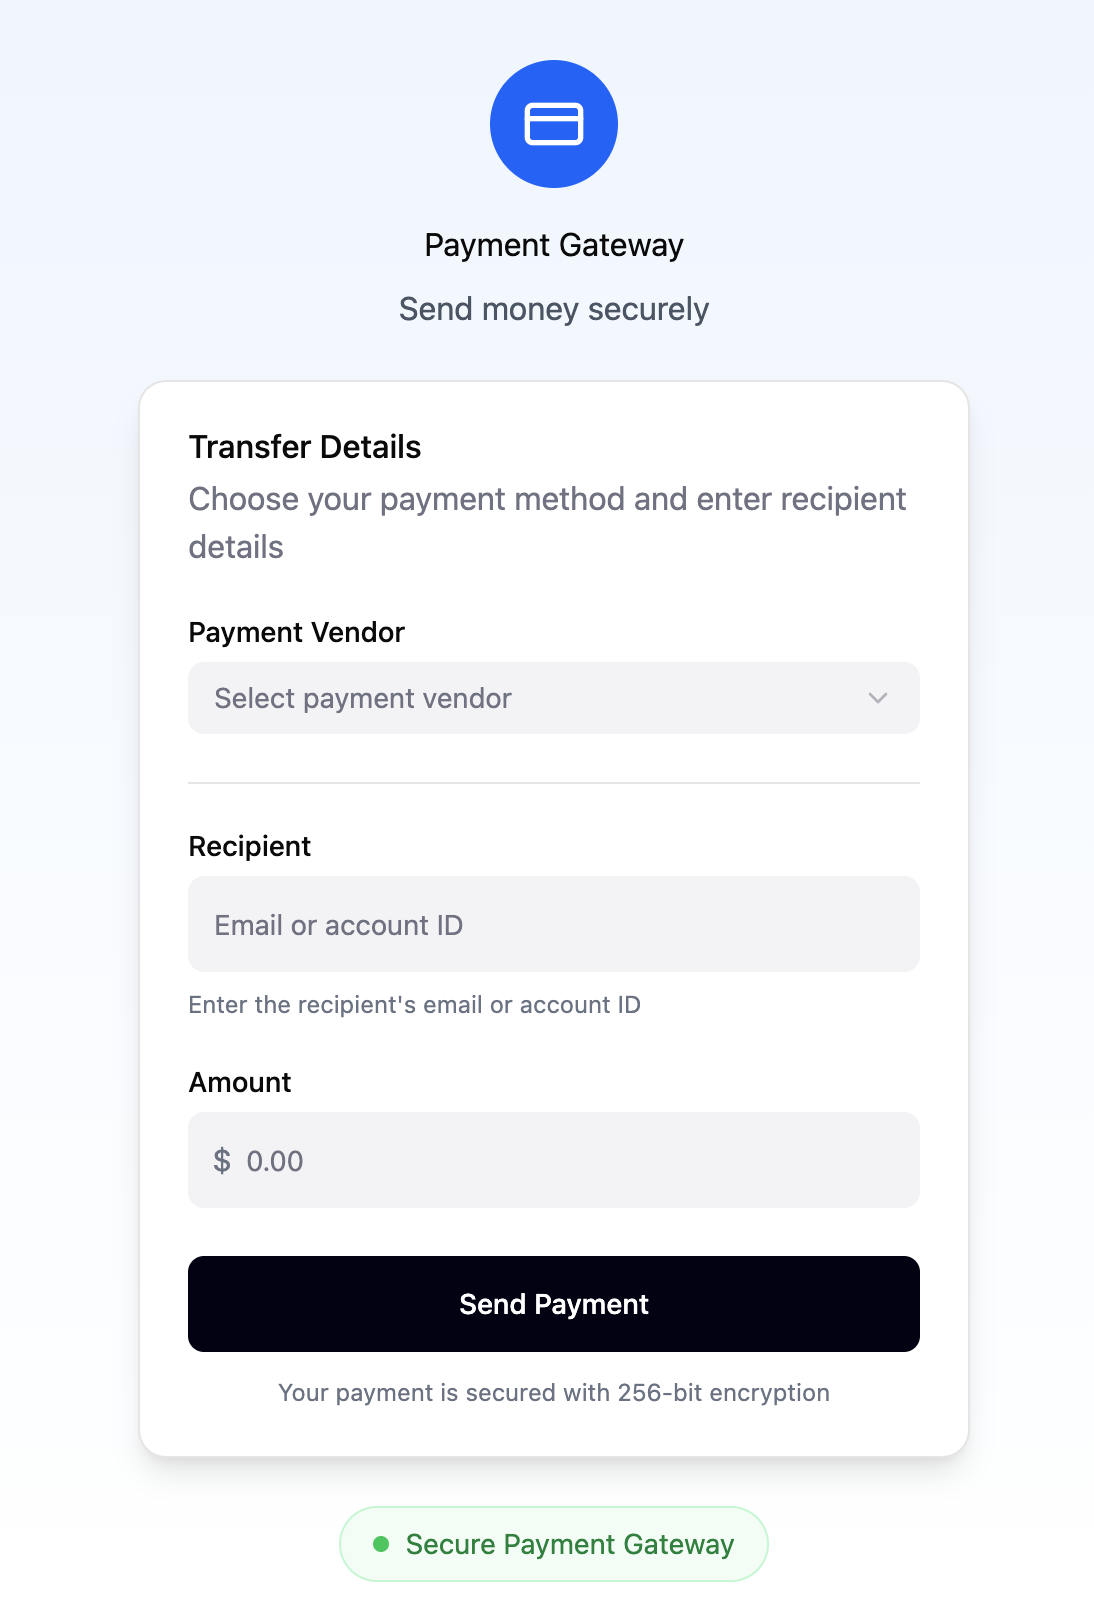 Payment Gateway
Send money securely
Transfer Details
Choose your payment method and enter recipient
details
Payment Vendor
Select payment vendor
Recipient
Email or account ID
Enter the recipient's email or account ID
Amount
$ 0.00
Send Payment
Your payment is secured with 256-bit encryption
Secure Payment Gateway